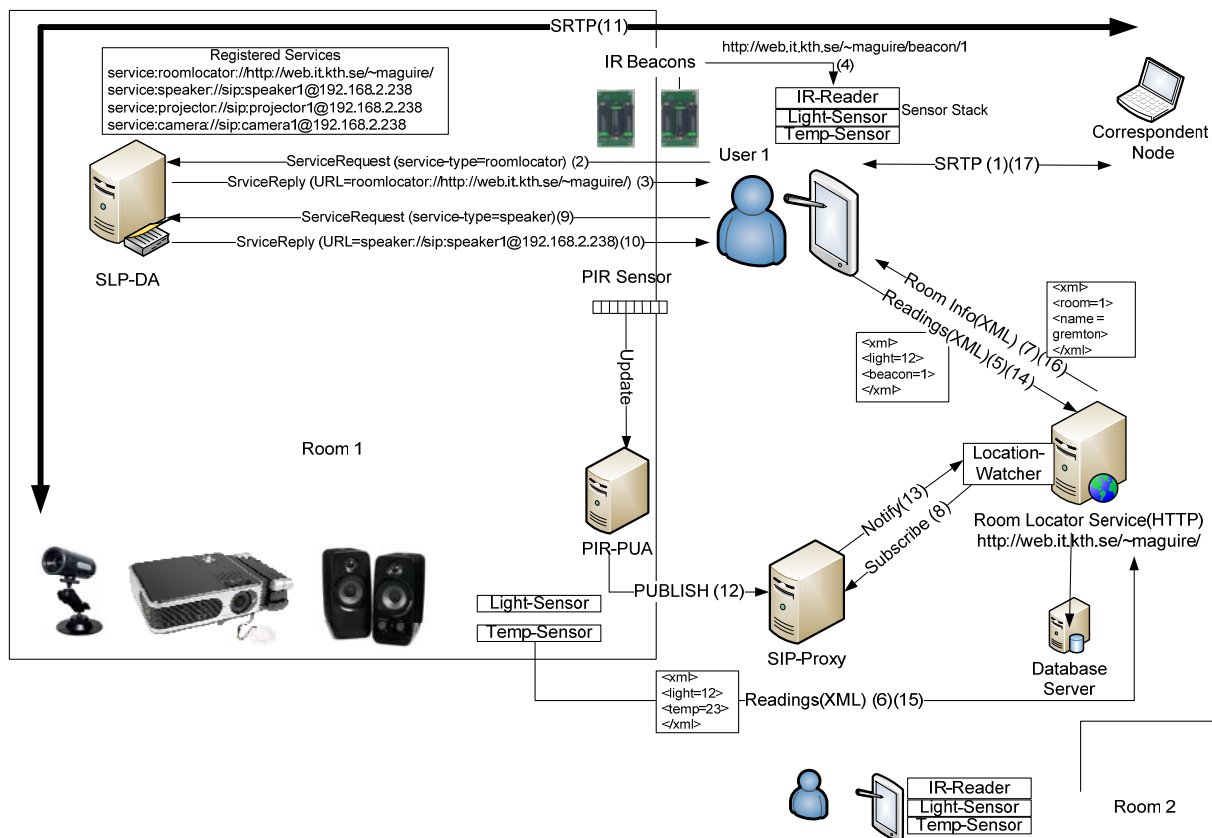 SRTP(11)
Registered Services
service:roomlocator://http://web.it.kth.se/~maguire/
service:speaker://sip:speaker1@192.168.2.238
service:projector://sip:projector1@192.168.2.238
service:camera://sip:camera1@192.168.2.238
IR Beacons
http://web.it.kth.se/~maguire/beacon/1
(4)
IR-Reader
Light-Sensor
Temp-Sensor
Sensor Stack
Correspondent
Node
ServiceRequest (service-type=roomlocator) (2)
SrviceReply (URL=roomlocator://http://web.it.kth.se/~maguire/) (3)
ServiceRequest (service-type=speaker)(9)
SrviceReply (URL=speaker://sip:speaker1@192.168.2.238)(10)
SLP-DA
User 1
SRTP (1)(17)
PIR Sensor
Update
Room Info(XML) (7)(16)
Readings(XML)(5)(14)
<xml>
<room=1>
<name =
gremton>
</xml>
<xml>
<light=12>
<beacon=1>
</xml>
Room 1
Location-
Watcher
Notify(13)
Subscribe (8)
Room Locator Service(HTTP)
http://web.it.kth.se/~maguire/
PIR-PUA
PUBLISH (12)
SIP-Proxy
Light-Sensor
Temp-Sensor
Database
Server
<xml>
<light=12>
<temp=23>
</xml>
Readings(XML) (6)(15)
IR-Reader
Light-Sensor
Temp-Sensor
Room 2